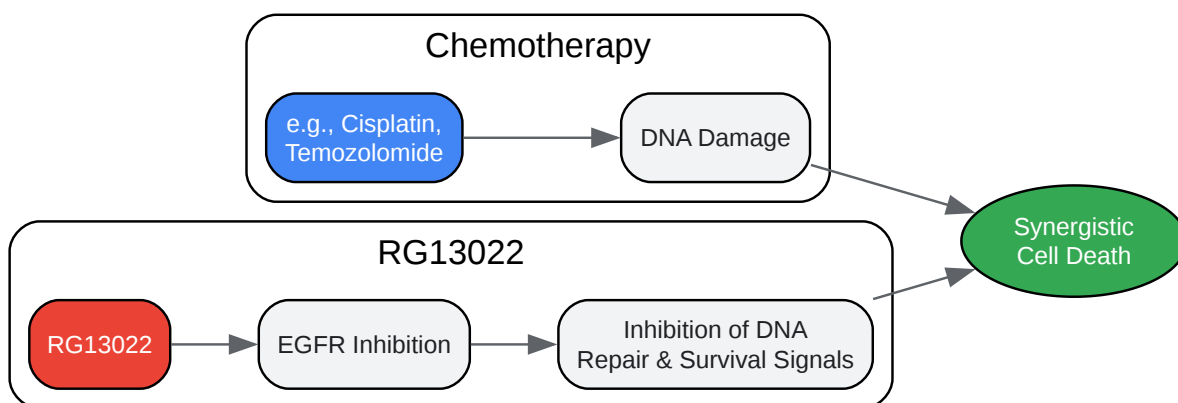 Chemotherapy
e.g., Cisplatin,
Temozolomide
DNA Damage
Synergistic
Cell Death
RG13022
RG13022
EGFR Inhibition
Inhibition of DNA
Repair & Survival Signals